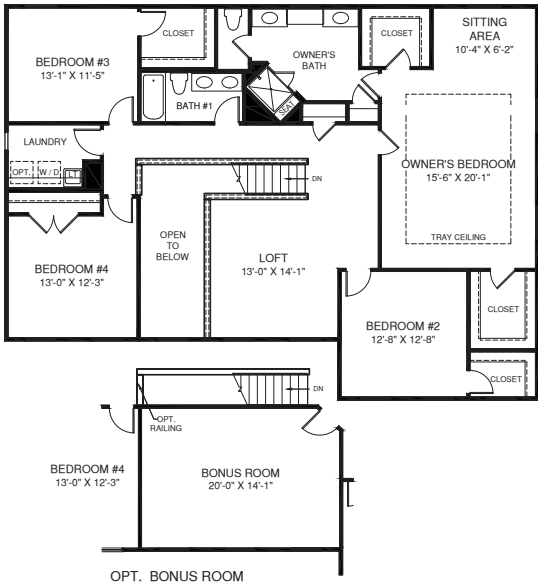 BEDROOM #3
13'-1" X 11'-5"
CLOSET
OWNER'S
BATH
CLOSET
SITTING
AREA
10'-4" X 6'-2"
BATH #1
SEAT
LAUNDRY
OPT.
W / D
LT
DN
OWNER'S BEDROOM
15'-6" X 20'-1"
TRAY CEILING
OPEN
TO
BELOW
LOFT
13'-0" X 14'-1"
BEDROOM #4
13'-0" X 12'-3"
CLOSET
BEDROOM #2
12'-8" X 12'-8"
CLOSET
DN
OPT.
RAILING
BEDROOM #4
13'-0" X 12'-3"
BONUS ROOM
20'-0" X 14'-1"
OPT. BONUS ROOM